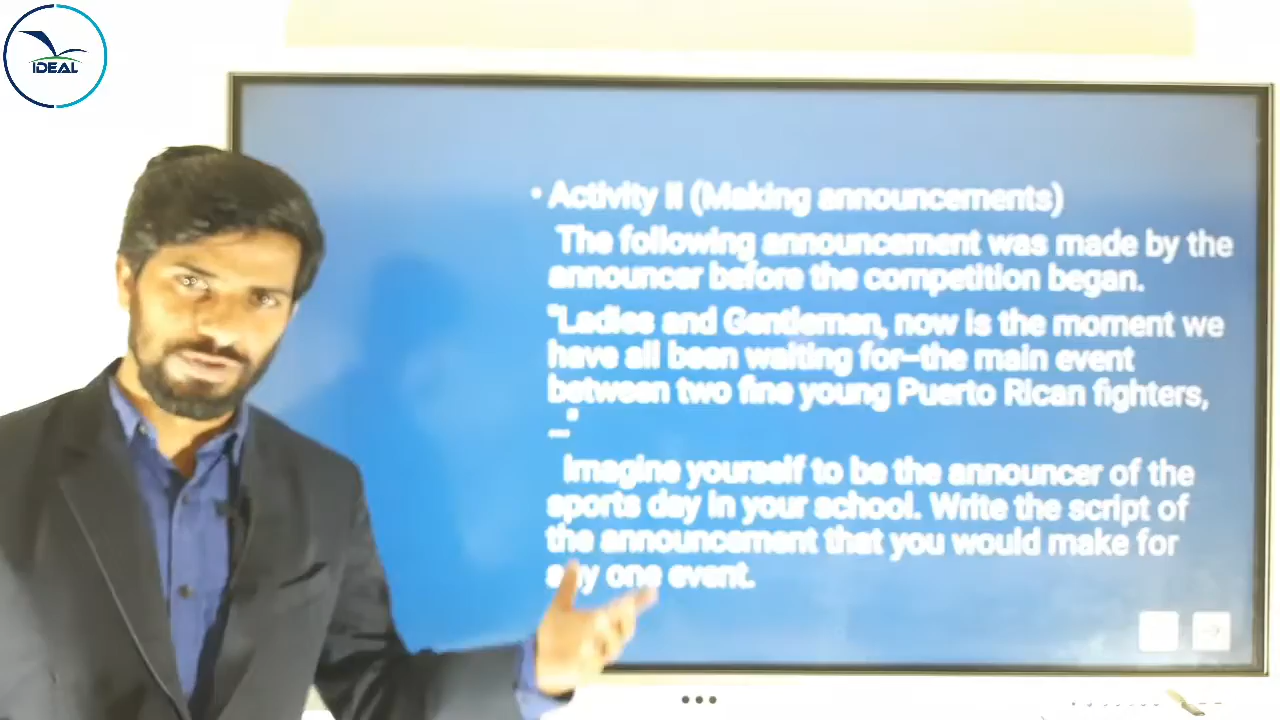 IDEAL
• Activity II (Making announcements)
The following announcement was made by the
announcer before the competition began.
"Ladies and Gentleman, now is the moment we
have all been waiting for–the main event
between two fine young Puerto Rican fighters,
..."
Imagine yourself to be the announcer of the
sports day in your school. Write the script of
the announcement that you would make for
any one event.